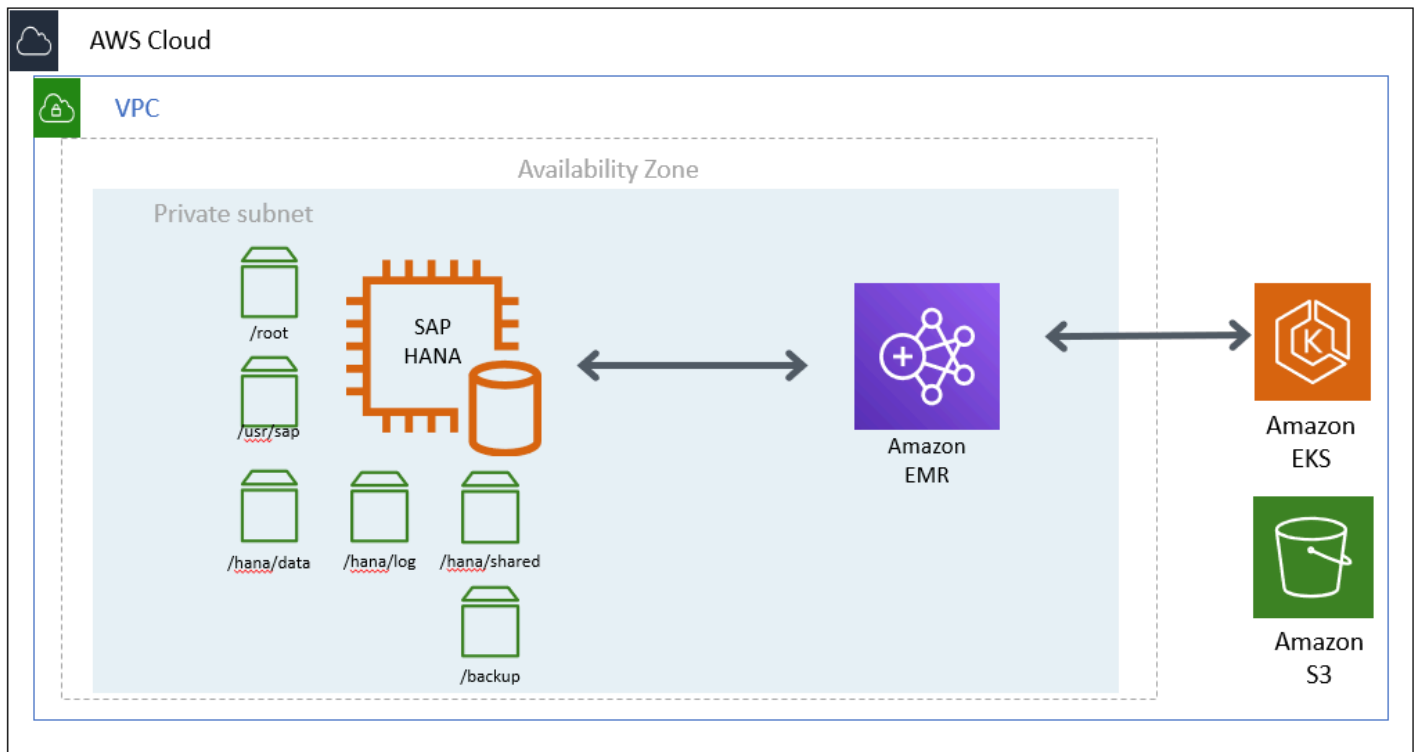 AWS Cloud
VPC
Availability Zone
Private subnet
/root
SAP
HANA
/usr/sap
Amazon
EMR
K
Amazon
EKS
/hana/data
/hana/log
/hana/shared
/backup
Amazon
S3